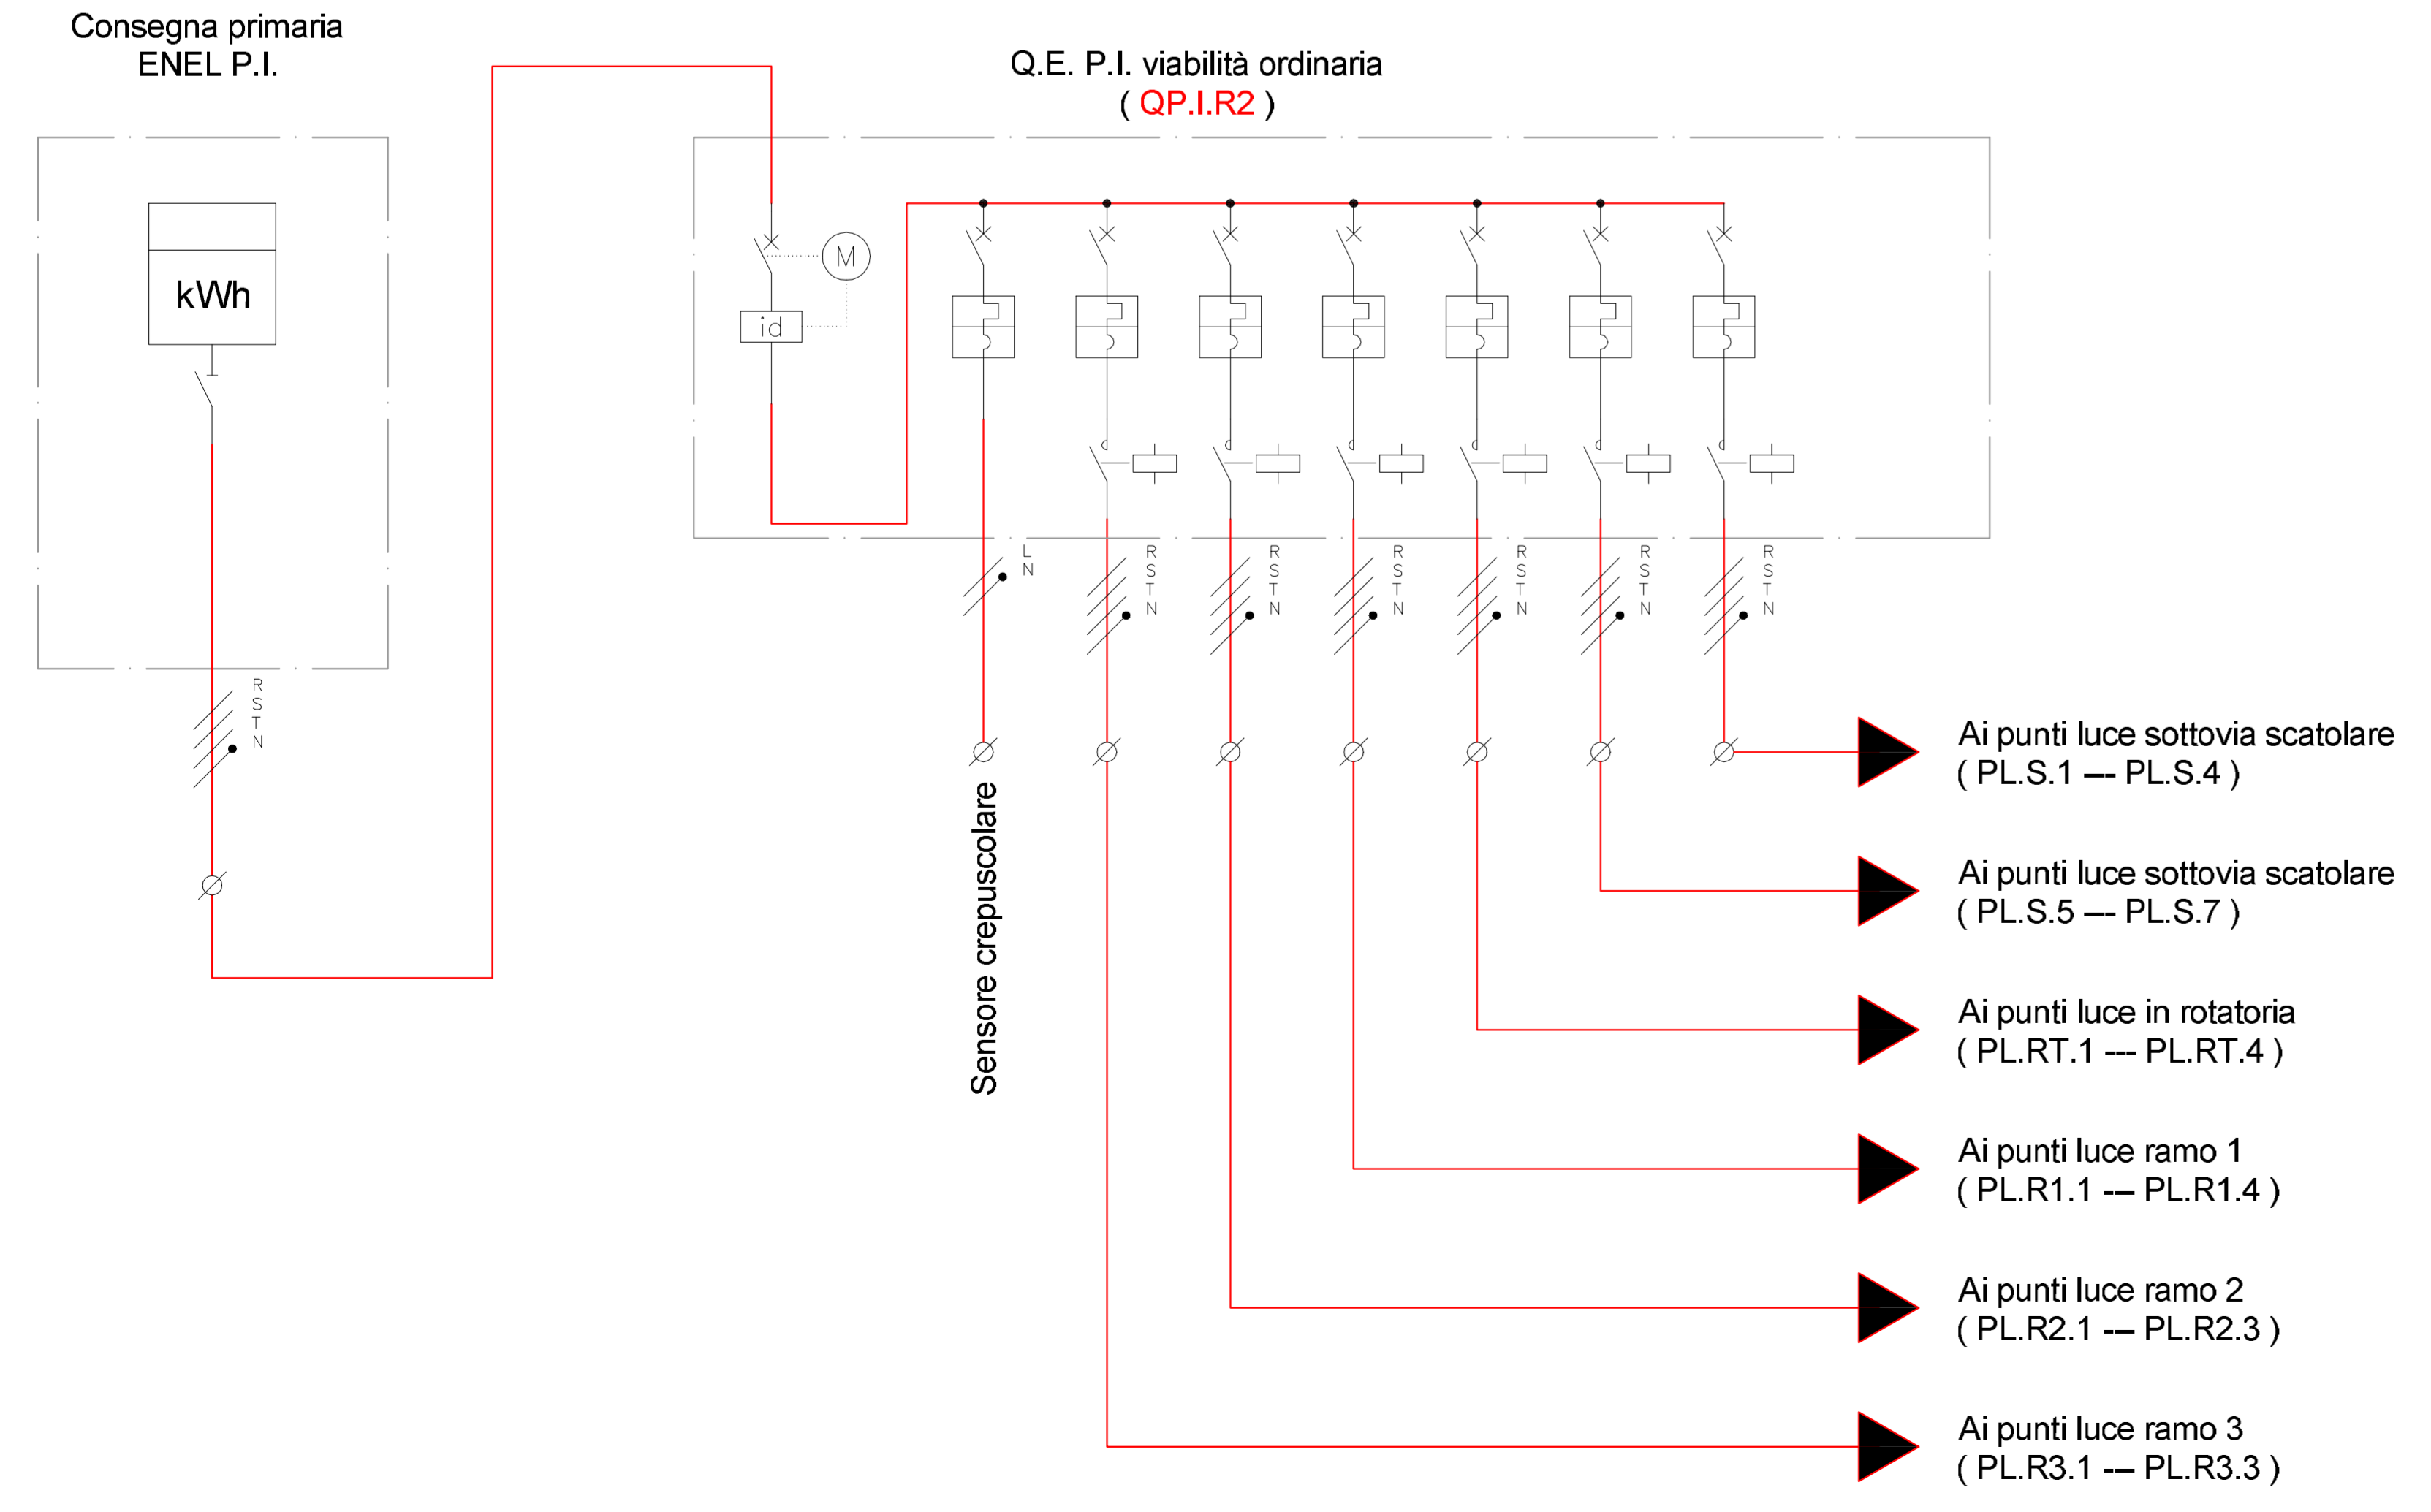 Consegna primaria
ENEL P.I.
Q.E. P.I. viabilità ordinaria
( QP.I.R2 )
kWh
M
id
L
N
R
S
T
N
R
S
T
N
R
S
T
N
R
S
T
N
R
S
T
N
R
S
T
N
R
S
T
N
Sensore crepuscolare
Ai punti luce sottovia scatolare
( PL.S.1 --- PL.S.4 )
Ai punti luce sottovia scatolare
( PL.S.5 --- PL.S.7 )
Ai punti luce in rotatoria
( PL.RT.1 --- PL.RT.4 )
Ai punti luce ramo 1
( PL.R1.1 --- PL.R1.4 )
Ai punti luce ramo 2
( PL.R2.1 --- PL.R2.3 )
Ai punti luce ramo 3
( PL.R3.1 --- PL.R3.3 )